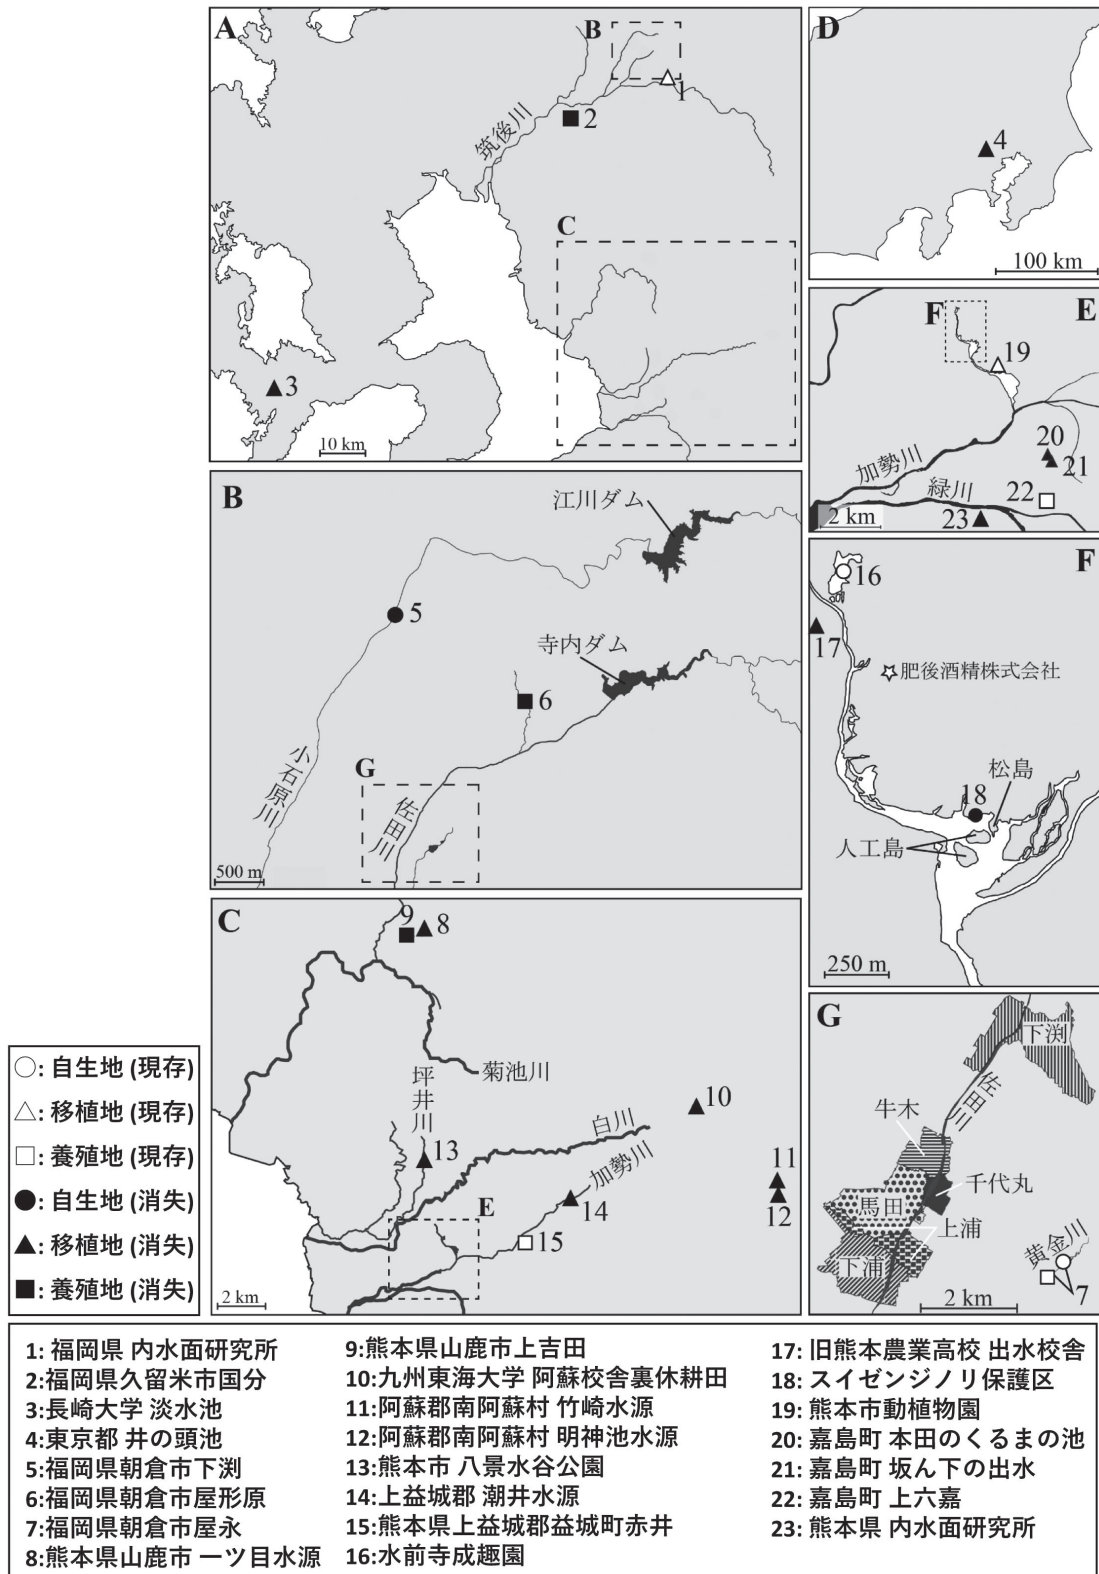 A
B
1
2
筑後川
C
3
10 km
D
4
100 km
E
F
19
20
21
加勢川
緑川
22
23
2 km
B
江川ダム
5
寺内ダム
6
小石原川
G
佐田川
500 m
F
16
17
肥後酒精株式会社
松島
18
人工島
250 m
C
9
8
菊池川
坪井川
10
白川
13
加勢川
11
12
14
E
15
2 km
G
下渕
佐田川
牛木
千代丸
馬田
上浦
下浦
黄金川
7
2 km
○: 自生地 (現存)
△: 移植地 (現存)
□: 養殖地 (現存)
●: 自生地 (消失)
▲: 移植地 (消失)
■: 養殖地 (消失)
1: 福岡県 内水面研究所
2:福岡県久留米市国分
3:長崎大学 淡水池
4:東京都 井の頭池
5:福岡県朝倉市下渕
6:福岡県朝倉市屋形原
7:福岡県朝倉市屋永
8:熊本県山鹿市 一ツ目水源
9:熊本県山鹿市上吉田
10:九州東海大学 阿蘇校舎裏休耕田
11:阿蘇郡南阿蘇村 竹崎水源
12:阿蘇郡南阿蘇村 明神池水源
13:熊本市 八景水谷公園
14:上益城郡 潮井水源
15:熊本県上益城郡益城町赤井
16:水前寺成趣園
17: 旧熊本農業高校 出水校舎
18: スイゼンジノリ保護区
19: 熊本市動植物園
20: 嘉島町 本田のくるまの池
21: 嘉島町 坂ん下の出水
22: 嘉島町 上六嘉
23: 熊本県 内水面研究所